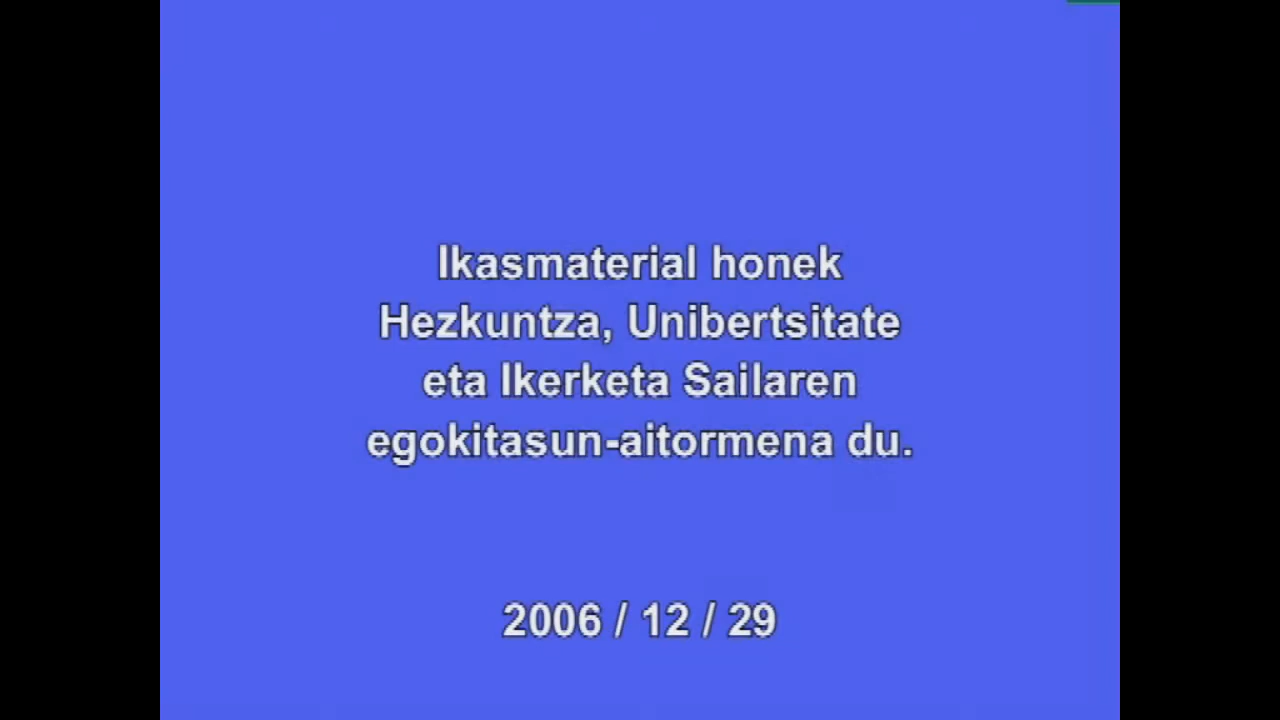 Ikasmaterial honek
Hezkuntza, Unibertsitate
eta Ikerketa Sailaren
egokitasun-aitormena du.
2006 / 12 / 29